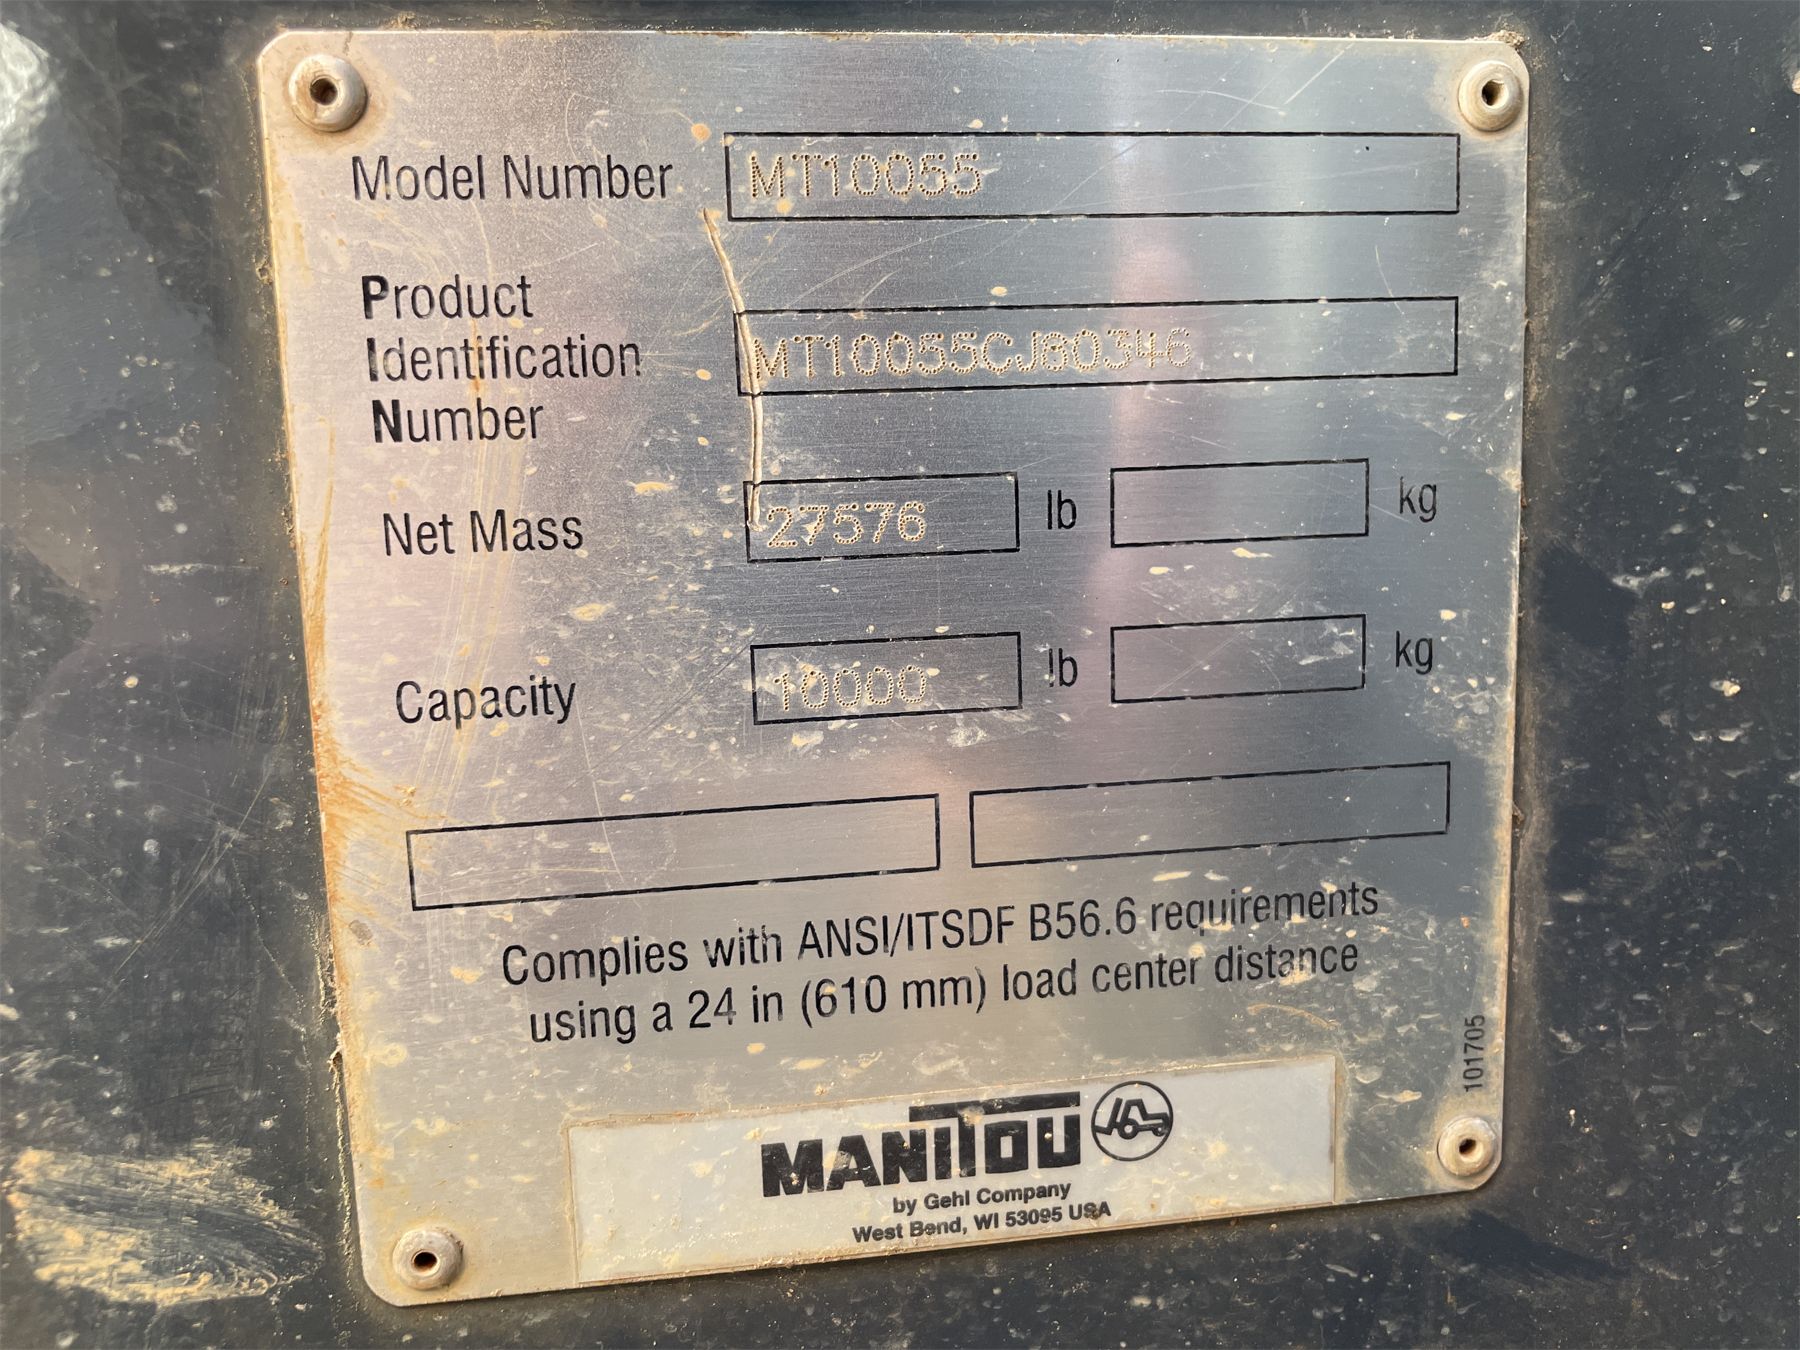 Model Number MT10055
Product
Identification MT10055CJ80346
Number
Net Mass 27576 lb kg
Capacity 10000 lb kg
Complies with ANSI/ITSDF B56.6 requirements
using a 24 in (610 mm) load center distance
101705
MANITOU
by Gehl Company
West Bend, WI 53095 USA